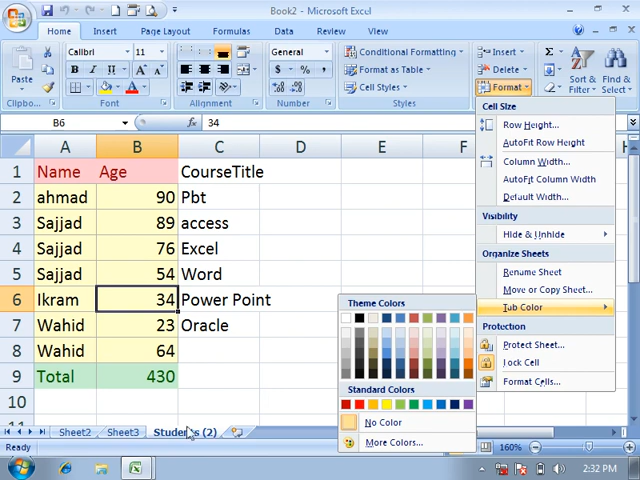 Book2 - Microsoft Excel
Home Insert Page Layout Formulas Data Review View
Paste
Clipboard Font Alignment Number Styles
Calibri 11
B I U
General
$ % ,
Conditional Formatting
Format as Table
Cell Styles
Insert
Delete
Format
Sort & Filter
Find & Select
B6 fx 34
A B C D E F H
1 Name Age CourseTitle
2 ahmad 90 Pbt
3 Sajjad 89 access
4 Sajjad 76 Excel
5 Sajjad 54 Word
6 Ikram 34 Power Point
7 Wahid 23 Oracle
8 Wahid 64
9 Total 430
10
11
Cell Size
Row Height...
AutoFit Row Height
Column Width...
AutoFit Column Width
Default Width...
Visibility
Hide & Unhide
Organize Sheets
Rename Sheet
Move or Copy Sheet...
Tab Color
Protection
Protect Sheet...
Lock Cell
Format Cells...
Theme Colors
Standard Colors
No Color
More Colors...
Sheet2 Sheet3 Students (2)
Ready 160%
2:32 PM